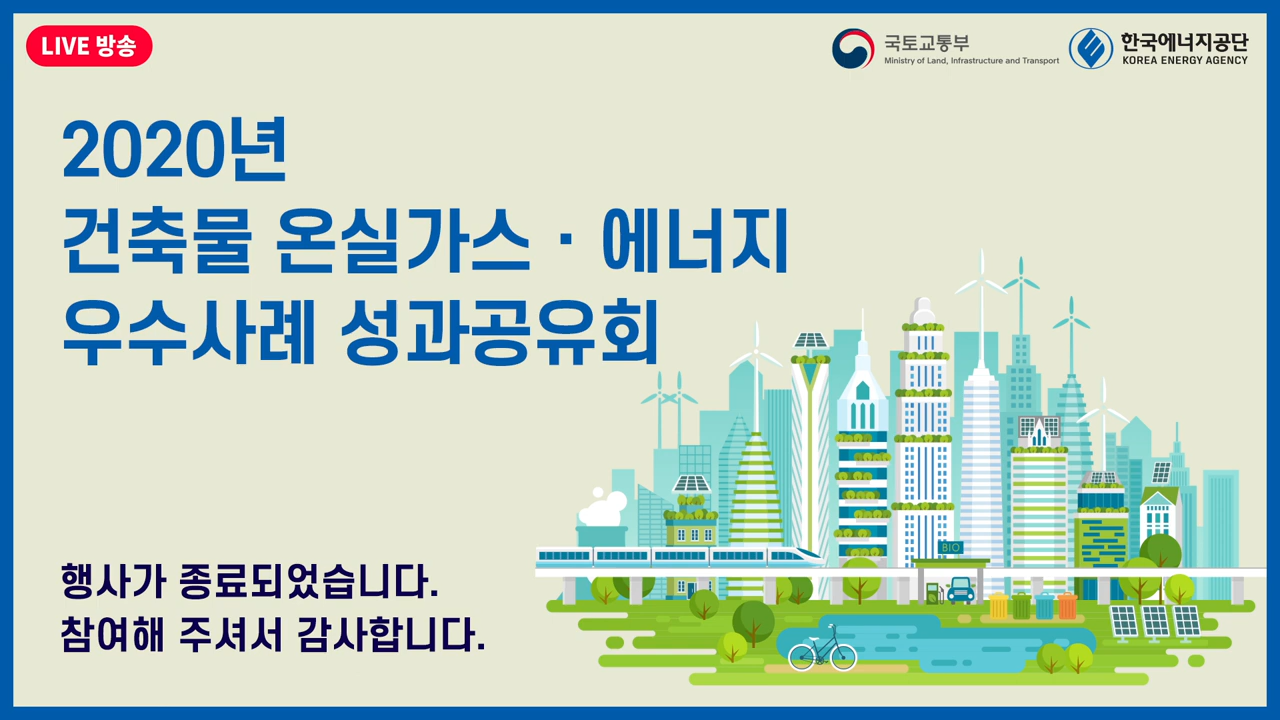 LIVE 방송
국토교통부
Ministry of Land, Infrastructure and Transport
한국에너지공단
KOREA ENERGY AGENCY
2020년
건축물 온실가스 · 에너지
우수사례 성과공유회
BIO
행사가 종료되었습니다.
참여해 주셔서 감사합니다.